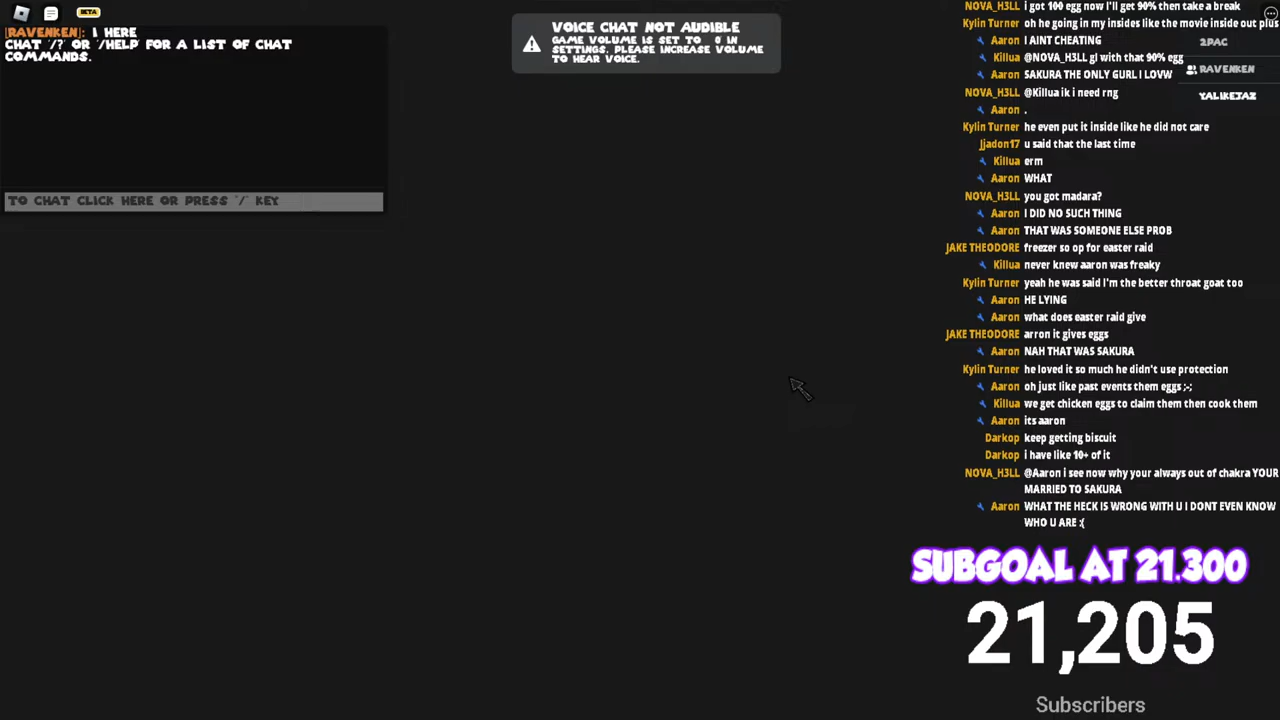 BETA
[RAVENKEN]: I HERE
CHAT '/?' OR '/HELP' FOR A LIST OF CHAT
COMMANDS.
TO CHAT CLICK HERE OR PRESS '/' KEY
VOICE CHAT NOT AUDIBLE
GAME VOLUME IS SET TO 0 IN
SETTINGS. PLEASE INCREASE VOLUME
TO HEAR VOICE.
2PAC
RAVENKEN
YALIKEJAZ
NOVA_H3LL i got 100 egg now I'll get 90% then take a break
Kylin Turner oh he going in my insides like the movie inside out plus
Aaron I AINT CHEATING
Killua @NOVA_H3LL gl with that 90% egg
Aaron SAKURA THE ONLY GURL I LOVW
NOVA_H3LL @Killua ik i need rng
Aaron .
Kylin Turner he even put it inside like he did not care
Jjadon17 u said that the last time
Killua erm
Aaron WHAT
NOVA_H3LL you got madara?
Aaron I DID NO SUCH THING
Aaron THAT WAS SOMEONE ELSE PROB
JAKE THEODORE freezer so op for easter raid
Killua never knew aaron was freaky
Kylin Turner yeah he was said I'm the better throat goat too
Aaron HE LYING
Aaron what does easter raid give
JAKE THEODORE arron it gives eggs
Aaron NAH THAT WAS SAKURA
Kylin Turner he loved it so much he didn't use protection
Aaron oh just like past events them eggs ;-;
Killua we get chicken eggs to claim them then cook them
Aaron its aaron
Darkop keep getting biscuit
Darkop i have like 10+ of it
NOVA_H3LL @Aaron i see now why your always out of chakra YOUR
MARRIED TO SAKURA
Aaron WHAT THE HECK IS WRONG WITH U I DONT EVEN KNOW
WHO U ARE :(
SUBGOAL AT 21.300
21,205
Subscribers